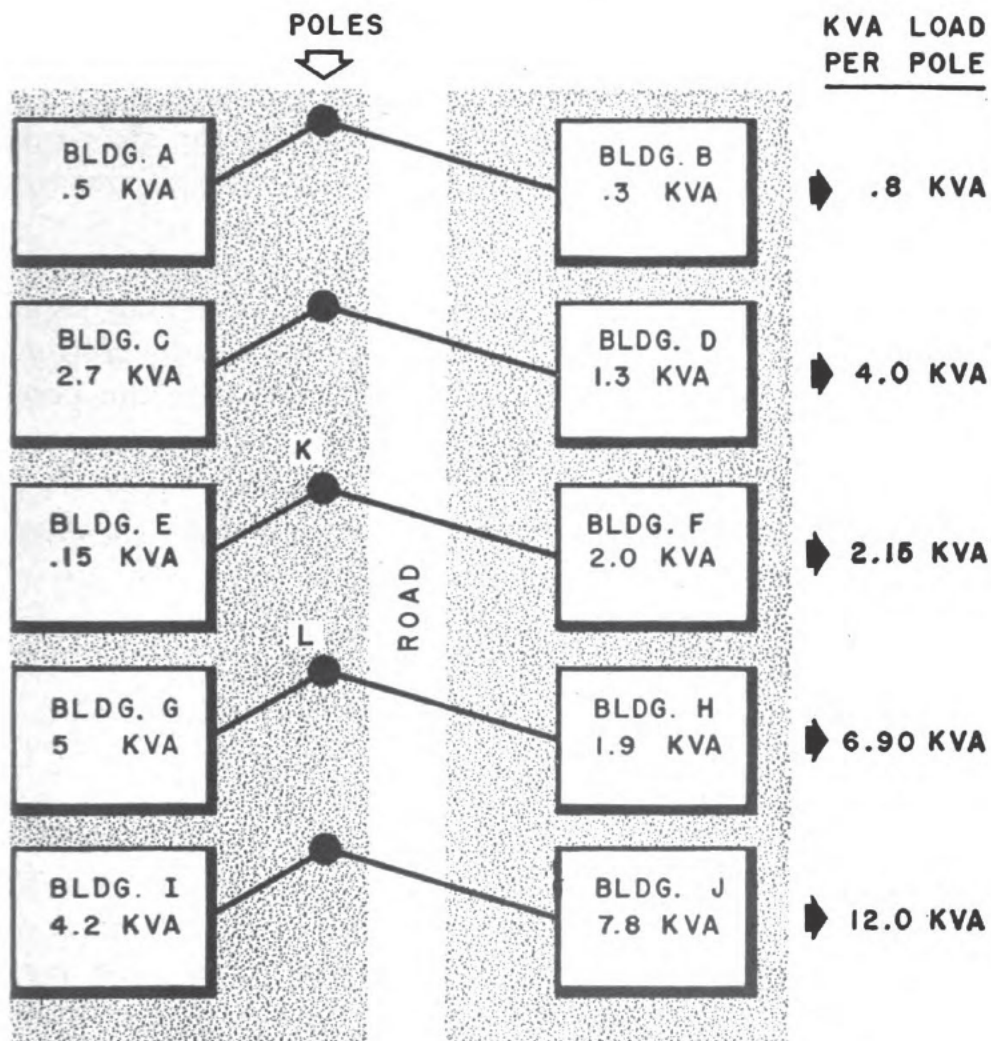 POLES
KVA LOAD
PER POLE
BLDG. A
.5 KVA
BLDG. B
.3 KVA
.8 KVA
BLDG. C
2.7 KVA
BLDG. D
1.3 KVA
4.0 KVA
K
BLDG. E
.15 KVA
BLDG. F
2.0 KVA
2.15 KVA
ROAD
L
BLDG. G
5 KVA
BLDG. H
1.9 KVA
6.90 KVA
BLDG. I
4.2 KVA
BLDG. J
7.8 KVA
12.0 KVA